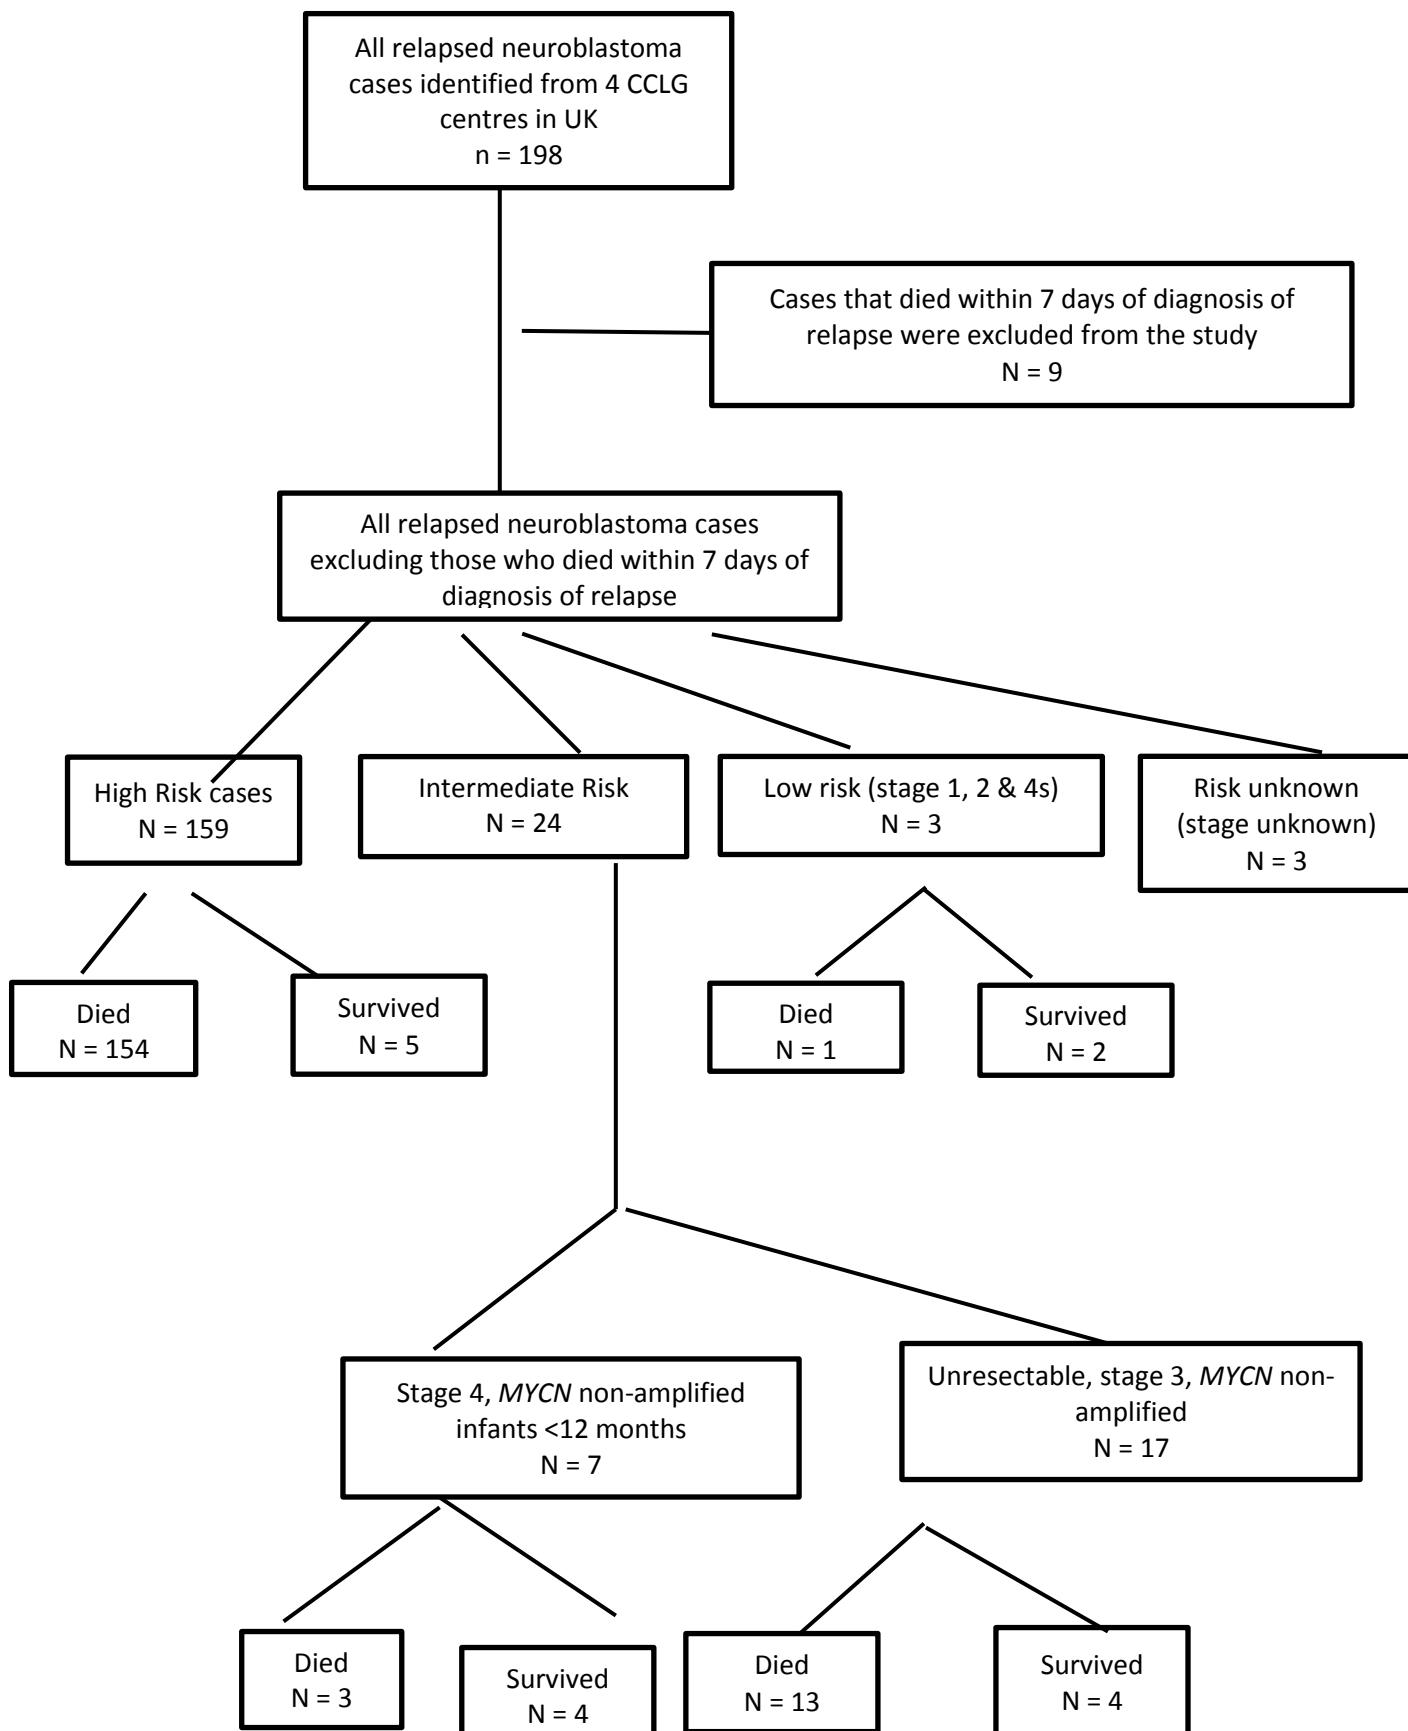 All relapsed neuroblastoma
cases identified from 4 CCLG
centres in UK
n = 198
Cases that died within 7 days of diagnosis of
relapse were excluded from the study
N = 9
All relapsed neuroblastoma cases
excluding those who died within 7 days of
diagnosis of relapse
High Risk cases
N = 159
Intermediate Risk
N = 24
Low risk (stage 1, 2 & 4s)
N = 3
Risk unknown
(stage unknown)
N = 3
Died
N = 154
Survived
N = 5
Died
N = 1
Survived
N = 2
Stage 4, MYCN non-amplified
infants <12 months
N = 7
Unresectable, stage 3, MYCN non-
amplified
N = 17
Died
N = 3
Survived
N = 4
Died
N = 13
Survived
N = 4